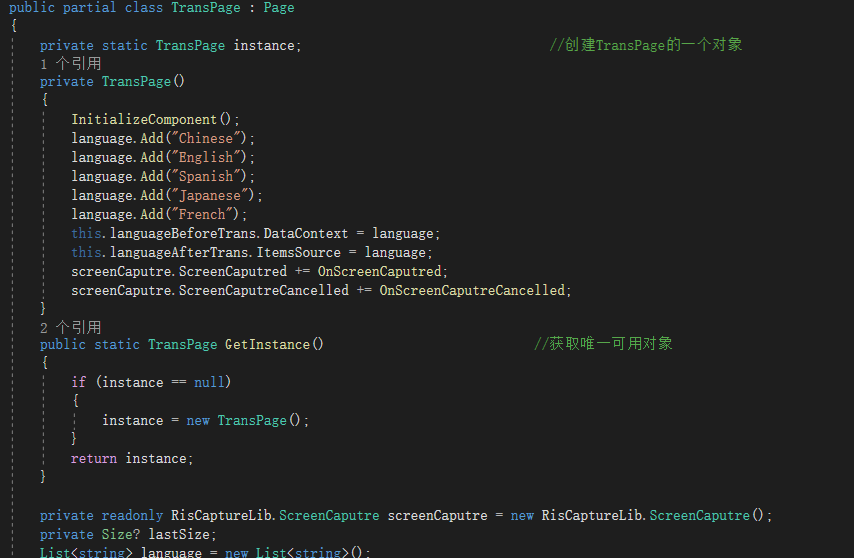 public partial class TransPage : Page
{
private static TransPage instance; //创建TransPage的一个对象
1 个引用
private TransPage()
{
InitializeComponent();
language.Add("Chinese");
language.Add("English");
language.Add("Spanish");
language.Add("Japanese");
language.Add("French");
this.languageBeforeTrans.DataContext = language;
this.languageAfterTrans.ItemsSource = language;
screenCaputre.ScreenCaputred += OnScreenCaputred;
screenCaputre.ScreenCaputreCancelled += OnScreenCaputreCancelled;
}
2 个引用
public static TransPage GetInstance() //获取唯一可用对象
{
if (instance == null)
{
instance = new TransPage();
}
return instance;
}
private readonly RisCaptureLib.ScreenCaputre screenCaputre = new RisCaptureLib.ScreenCaputre();
private Size? lastSize;
List<string> language = new List<string>();